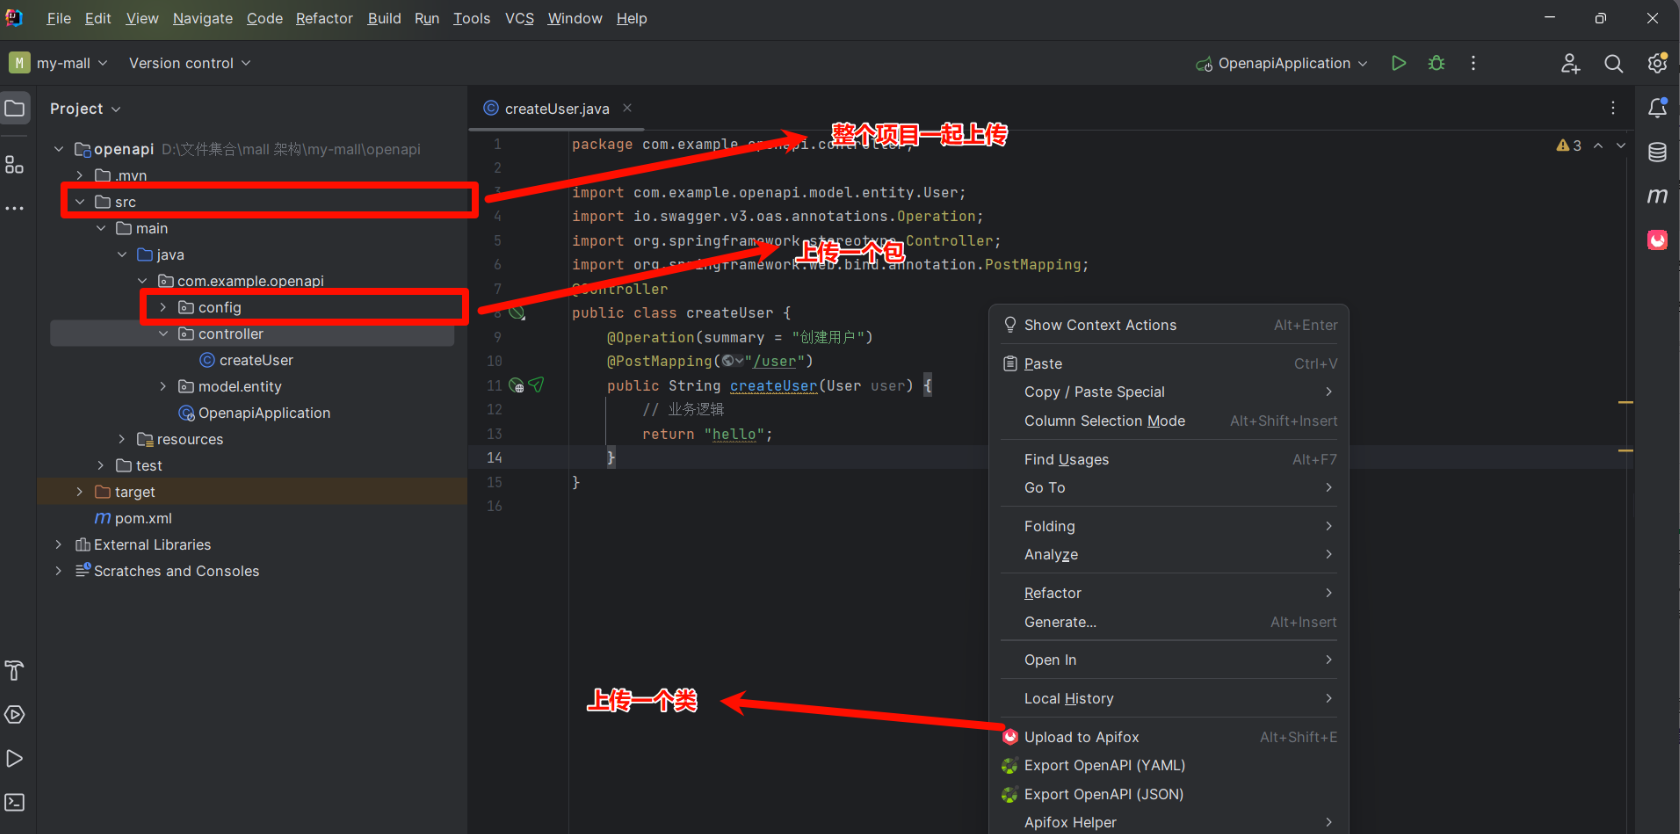 File Edit View Navigate Code Refactor Build Run Tools VCS Window Help
M my-mall Version control OpenapiApplication
Project
createUser.java
openapi D:\文件集合\mall 架构\my-mall\openapi
.mvn
src
main
java
com.example.openapi
config
controller
createUser
model.entity
OpenapiApplication
resources
test
target
m pom.xml
External Libraries
Scratches and Consoles
整个项目一起上传
上传一个包
上传一个类
3
1 package com.example.openapi.controller;
2
3 import com.example.openapi.model.entity.User;
4 import io.swagger.v3.oas.annotations.Operation;
5 import org.springframework.stereotype.Controller;
6 import org.springframework.web.bind.annotation.PostMapping;
7 @Controller
8 public class createUser {
9 @Operation(summary = "创建用户")
10 @PostMapping("/user")
11 public String createUser(User user) {
12 // 业务逻辑
13 return "hello";
14 }
15 }
16
Show Context Actions Alt+Enter
Paste Ctrl+V
Copy / Paste Special
Column Selection Mode Alt+Shift+Insert
Find Usages Alt+F7
Go To
Folding
Analyze
Refactor
Generate... Alt+Insert
Open In
Local History
Upload to Apifox Alt+Shift+E
Export OpenAPI (YAML)
Export OpenAPI (JSON)
Apifox Helper
m